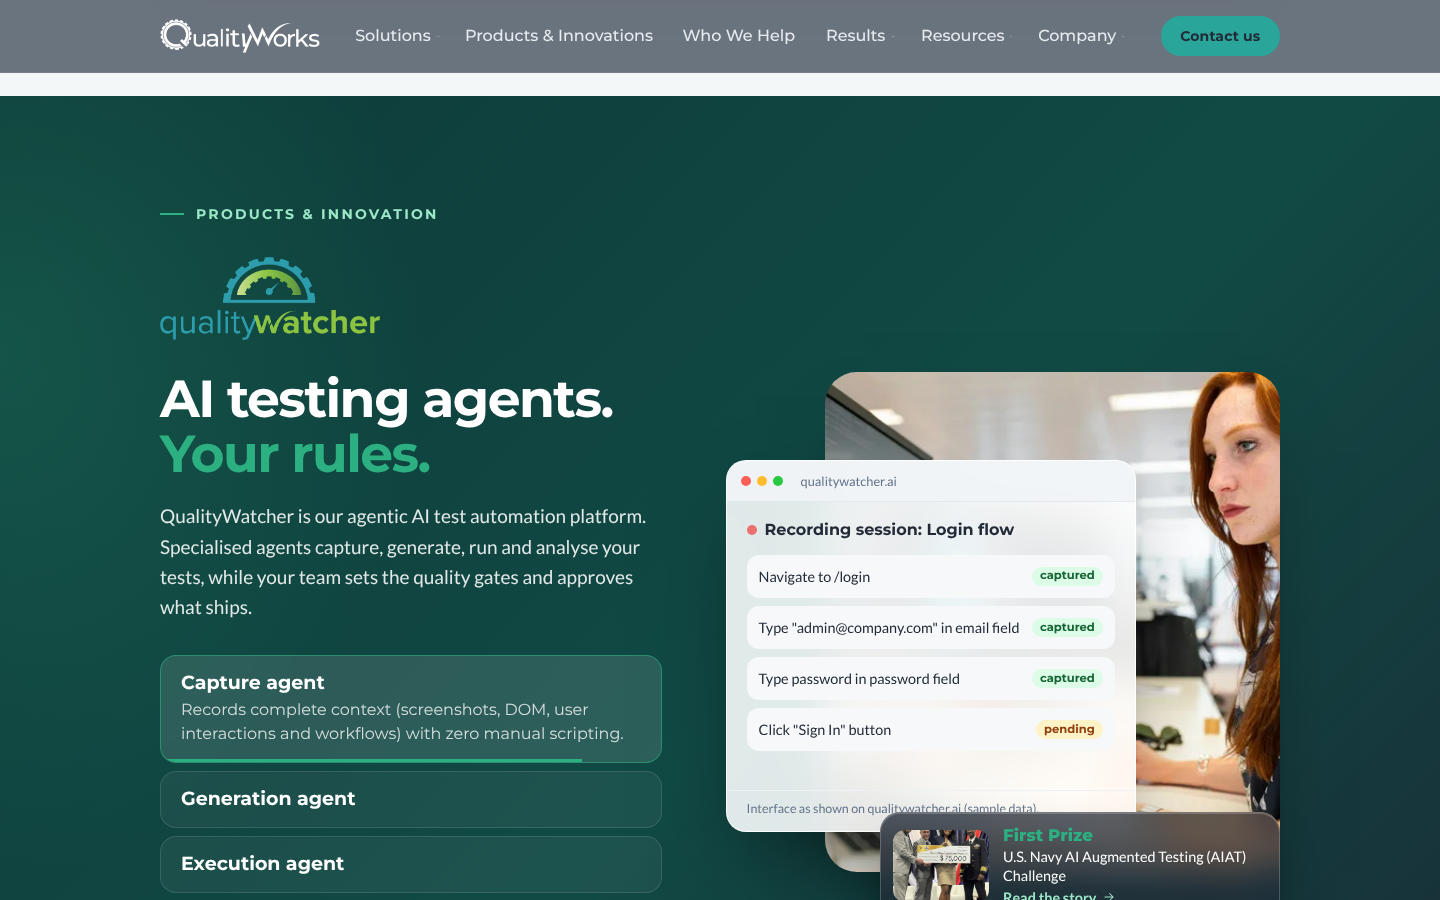 QualityWorks
Solutions
Products & Innovations
Who We Help
Results
Resources
Company
Contact us
PRODUCTS & INNOVATION
qualitywatcher
AI testing agents.
Your rules.
QualityWatcher is our agentic AI test automation platform.
Specialised agents capture, generate, run and analyse your
tests, while your team sets the quality gates and approves
what ships.
Capture agent
Records complete context (screenshots, DOM, user
interactions and workflows) with zero manual scripting.
Generation agent
Execution agent
qualitywatcher.ai
Recording session: Login flow
Navigate to /login
captured
Type "admin@company.com" in email field
captured
Type password in password field
captured
Click "Sign In" button
pending
Interface as shown on qualitywatcher.ai (sample data).
$75,000
First Prize
U.S. Navy AI Augmented Testing (AIAT)
Challenge
Read the story →